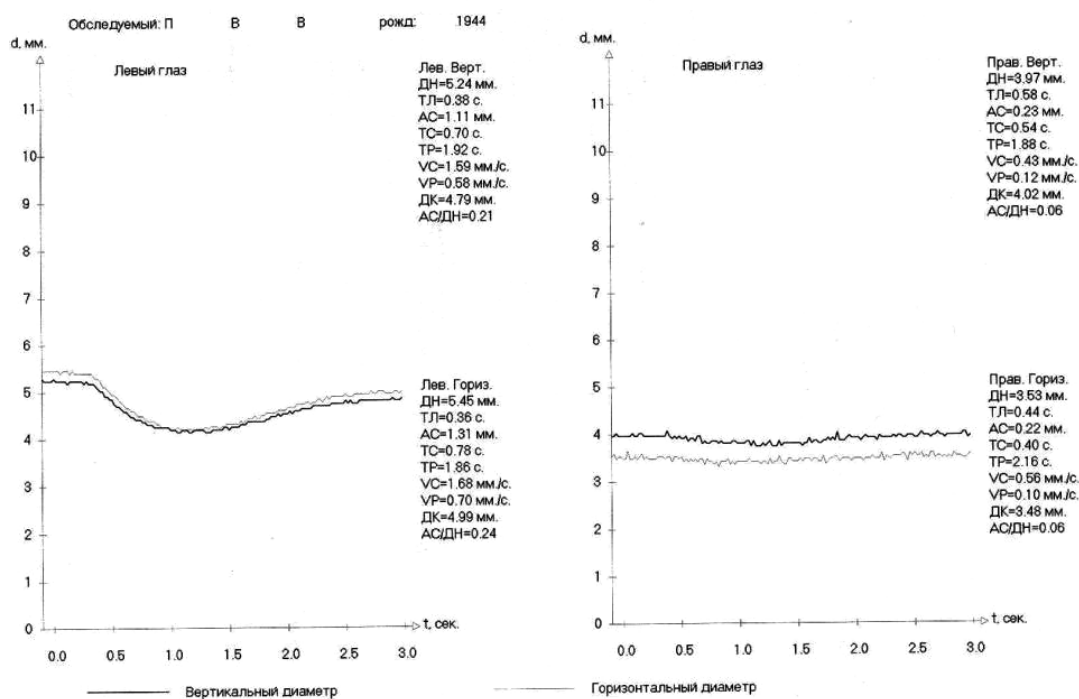 Обследуемый: П В В рожд: 1944
d, мм.
Левый глаз
11
10
9
8
7
6
5
4
3
2
1
0
0.0 0.5 1.0 1.5 2.0 2.5 3.0
t, сек.
Лев. Верт.
ДН=5.24 мм.
ТЛ=0.38 с.
АС=1.11 мм.
ТС=0.70 с.
ТР=1.92 с.
VC=1.59 мм./с.
VP=0.58 мм./с.
ДК=4.79 мм.
АС/ДН=0.21
Лев. Гориз.
ДН=5.45 мм.
ТЛ=0.36 с.
АС=1.31 мм.
ТС=0.78 с.
ТР=1.86 с.
VC=1.68 мм./с.
VP=0.70 мм./с.
ДК=4.99 мм.
АС/ДН=0.24
d, мм.
Правый глаз
11
10
9
8
7
6
5
4
3
2
1
0
0.0 0.5 1.0 1.5 2.0 2.5 3.0
t, сек.
Прав. Верт.
ДН=3.97 мм.
ТЛ=0.58 с.
АС=0.23 мм.
ТС=0.54 с.
ТР=1.88 с.
VC=0.43 мм./с.
VP=0.12 мм./с.
ДК=4.02 мм.
АС/ДН=0.06
Прав. Гориз.
ДН=3.53 мм.
ТЛ=0.44 с.
АС=0.22 мм.
ТС=0.40 с.
ТР=2.16 с.
VC=0.56 мм./с.
VP=0.10 мм./с.
ДК=3.48 мм.
АС/ДН=0.06
Вертикальный диаметр
Горизонтальный диаметр